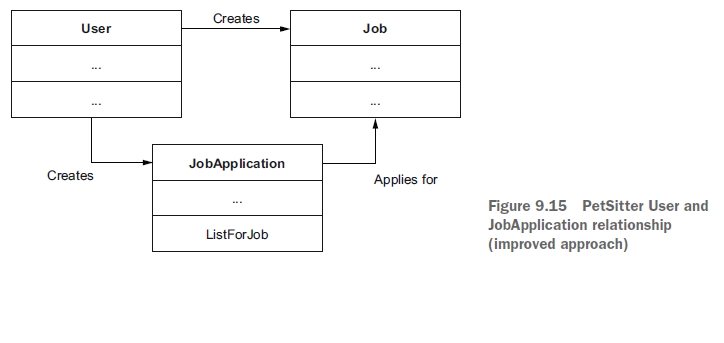 User
...
...
Creates
Job
...
...
Creates
JobApplication
...
ListForJob
Applies for
Figure 9.15 PetSitter User and
JobApplication relationship
(improved approach)